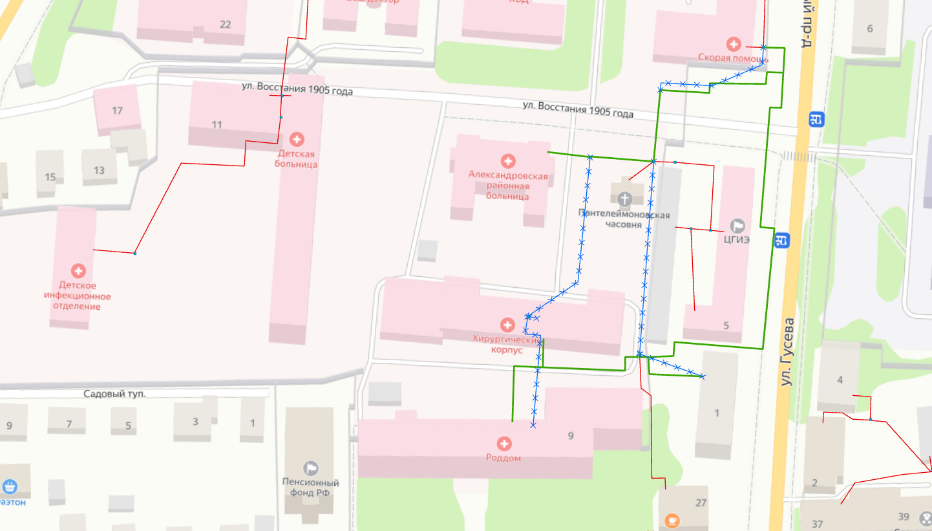 22
Скорая помощь
6
ул. Восстания 1905 года
ул. Восстания 1905 года
17
11
Детская
больница
13
15
Александровская
районная
больница
Пантелеймоновская
часовня
ЦГИЭ
Детское
инфекционное
отделение
5
Хирургический
корпус
ул. Гусева
Садовый туп.
4
9
7
5
3
1
1
9
Роддом
Пенсионный
фонд РФ
2
27
37
39